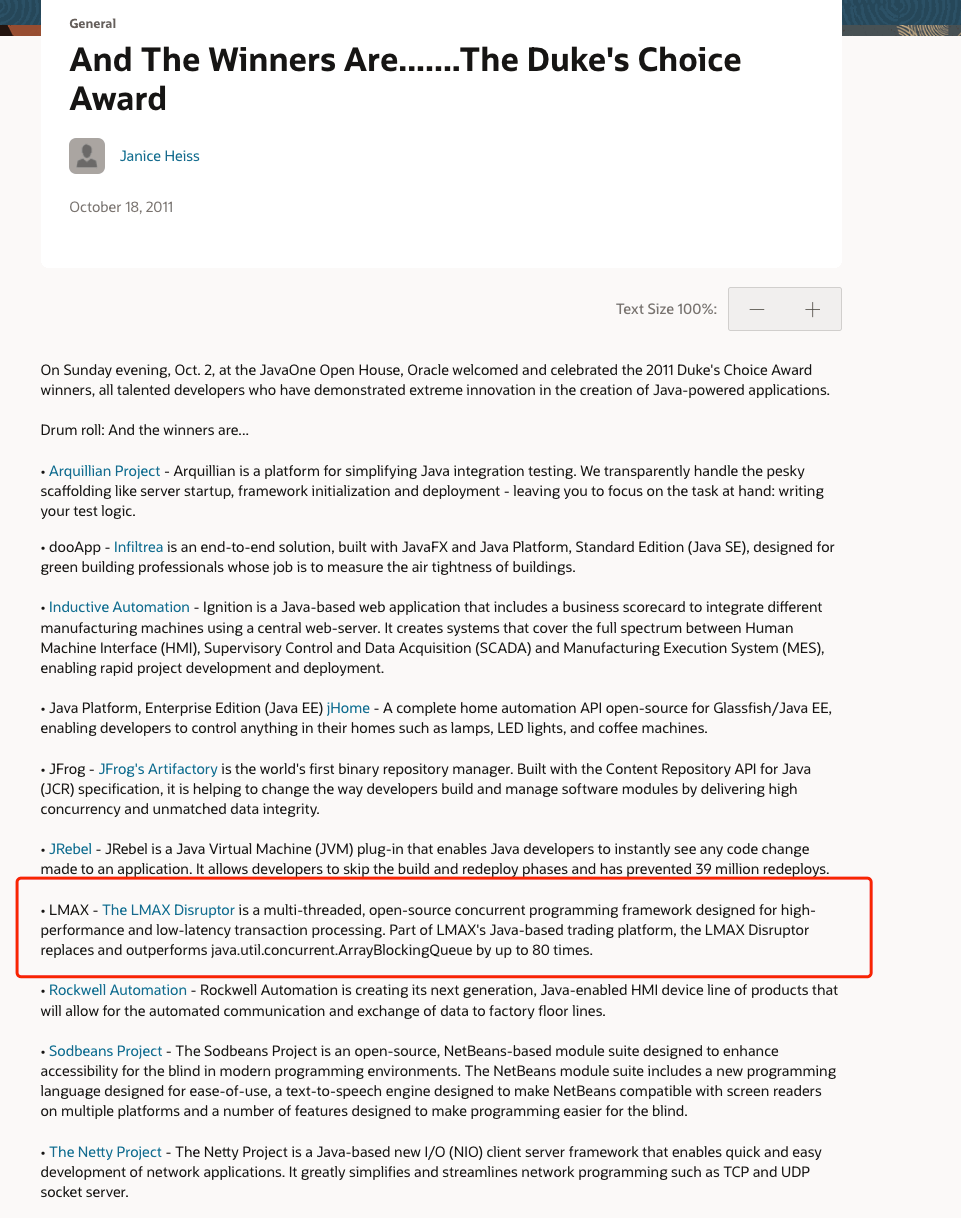 General
And The Winners Are.......The Duke's Choice
Award
Janice Heiss
October 18, 2011
Text Size 100%:
On Sunday evening, Oct. 2, at the JavaOne Open House, Oracle welcomed and celebrated the 2011 Duke's Choice Award
winners, all talented developers who have demonstrated extreme innovation in the creation of Java-powered applications.
Drum roll: And the winners are...
• Arquillian Project - Arquillian is a platform for simplifying Java integration testing. We transparently handle the pesky
scaffolding like server startup, framework initialization and deployment - leaving you to focus on the task at hand: writing
your test logic.
• dooApp - Infiltrea is an end-to-end solution, built with JavaFX and Java Platform, Standard Edition (Java SE), designed for
green building professionals whose job is to measure the air tightness of buildings.
• Inductive Automation - Ignition is a Java-based web application that includes a business scorecard to integrate different
manufacturing machines using a central web-server. It creates systems that cover the full spectrum between Human
Machine Interface (HMI), Supervisory Control and Data Acquisition (SCADA) and Manufacturing Execution System (MES),
enabling rapid project development and deployment.
• Java Platform, Enterprise Edition (Java EE) jHome - A complete home automation API open-source for Glassfish/Java EE,
enabling developers to control anything in their homes such as lamps, LED lights, and coffee machines.
• JFrog - JFrog's Artifactory is the world's first binary repository manager. Built with the Content Repository API for Java
(JCR) specification, it is helping to change the way developers build and manage software modules by delivering high
concurrency and unmatched data integrity.
• JRebel - JRebel is a Java Virtual Machine (JVM) plug-in that enables Java developers to instantly see any code change
made to an application. It allows developers to skip the build and redeploy phases and has prevented 39 million redeploys.
• LMAX - The LMAX Disruptor is a multi-threaded, open-source concurrent programming framework designed for high-
performance and low-latency transaction processing. Part of LMAX's Java-based trading platform, the LMAX Disruptor
replaces and outperforms java.util.concurrent.ArrayBlockingQueue by up to 80 times.
• Rockwell Automation - Rockwell Automation is creating its next generation, Java-enabled HMI device line of products that
will allow for the automated communication and exchange of data to factory floor lines.
• Sodbeans Project - The Sodbeans Project is an open-source, NetBeans-based module suite designed to enhance
accessibility for the blind in modern programming environments. The NetBeans module suite includes a new programming
language designed for ease-of-use, a text-to-speech engine designed to make NetBeans compatible with screen readers
on multiple platforms and a number of features designed to make programming easier for the blind.
• The Netty Project - The Netty Project is a Java-based new I/O (NIO) client server framework that enables quick and easy
development of network applications. It greatly simplifies and streamlines network programming such as TCP and UDP
socket server.